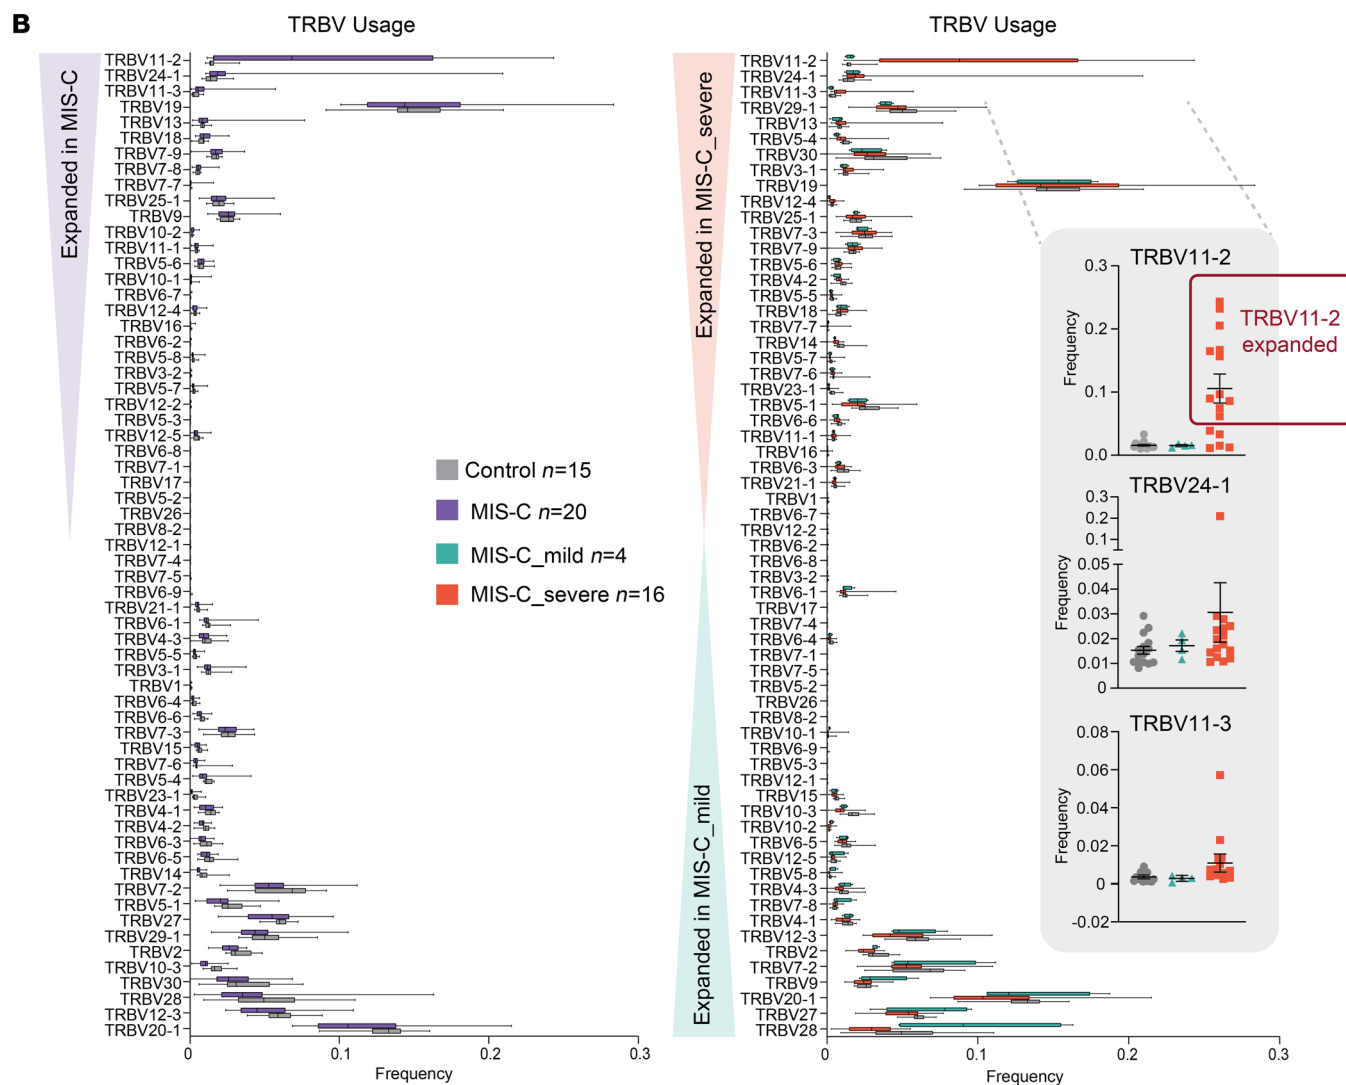 B
TRBV Usage
Expanded in MIS-C
TRBV11-2
TRBV24-1
TRBV11-3
TRBV19
TRBV13
TRBV18
TRBV7-9
TRBV7-8
TRBV7-7
TRBV25-1
TRBV9
TRBV10-2
TRBV11-1
TRBV5-6
TRBV10-1
TRBV6-7
TRBV12-4
TRBV16
TRBV6-2
TRBV5-8
TRBV3-2
TRBV5-7
TRBV12-2
TRBV5-3
TRBV12-5
TRBV6-8
TRBV7-1
TRBV17
TRBV5-2
TRBV26
TRBV8-2
TRBV12-1
TRBV7-4
TRBV7-5
TRBV6-9
TRBV21-1
TRBV6-1
TRBV4-3
TRBV5-5
TRBV3-1
TRBV1
TRBV6-4
TRBV6-6
TRBV7-3
TRBV15
TRBV7-6
TRBV5-4
TRBV23-1
TRBV4-1
TRBV4-2
TRBV6-3
TRBV6-5
TRBV14
TRBV7-2
TRBV5-1
TRBV27
TRBV29-1
TRBV2
TRBV10-3
TRBV30
TRBV28
TRBV12-3
TRBV20-1
0 0.1 0.2 0.3
Frequency
Control n=15
MIS-C n=20
MIS-C_mild n=4
MIS-C_severe n=16
TRBV Usage
Expanded in MIS-C_severe
Expanded in MIS-C_mild
TRBV11-2
TRBV24-1
TRBV11-3
TRBV29-1
TRBV13
TRBV5-4
TRBV30
TRBV3-1
TRBV19
TRBV12-4
TRBV25-1
TRBV7-3
TRBV7-9
TRBV5-6
TRBV4-2
TRBV5-5
TRBV18
TRBV7-7
TRBV14
TRBV5-7
TRBV7-6
TRBV23-1
TRBV5-1
TRBV6-6
TRBV11-1
TRBV16
TRBV6-3
TRBV21-1
TRBV1
TRBV6-7
TRBV12-2
TRBV6-2
TRBV6-8
TRBV3-2
TRBV6-1
TRBV17
TRBV7-4
TRBV6-4
TRBV7-1
TRBV7-5
TRBV5-2
TRBV26
TRBV8-2
TRBV10-1
TRBV6-9
TRBV5-3
TRBV12-1
TRBV15
TRBV10-3
TRBV10-2
TRBV6-5
TRBV12-5
TRBV5-8
TRBV4-3
TRBV7-8
TRBV4-1
TRBV12-3
TRBV2
TRBV7-2
TRBV9
TRBV20-1
TRBV27
TRBV28
0 0.1 0.2 0.3
Frequency
TRBV11-2
Frequency
0.3
0.2
0.1
0.0
TRBV11-2
expanded
TRBV24-1
Frequency
0.3
0.2
0.1
0.05
0.04
0.03
0.02
0.01
0
TRBV11-3
Frequency
0.08
0.06
0.04
0.02
0
-0.02